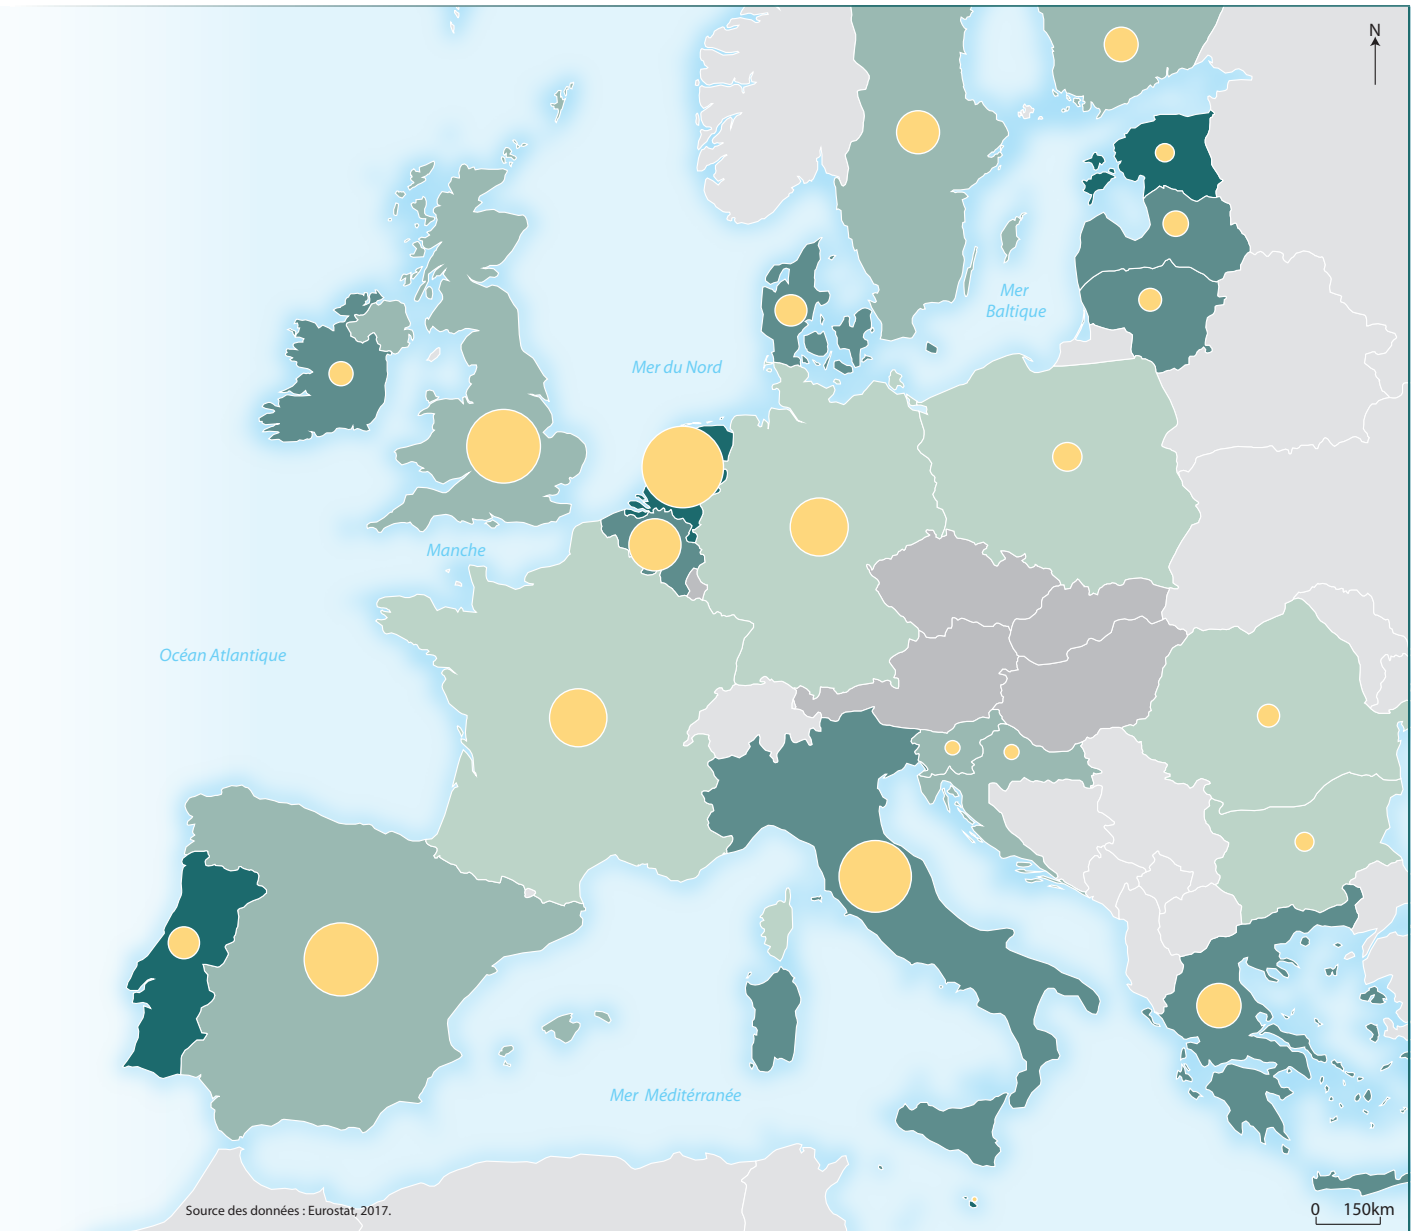 N
Mer
Baltique
Mer du Nord
Manche
Océan Atlantique
Mer Méditérranée
Source des données : Eurostat, 2017.
0 150km